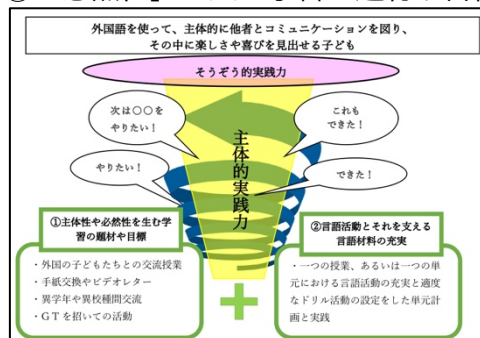 外国語を使って、主体的に他者とコミュニケーションを図り、
その中に楽しさや喜びを見出せる子ども
そうぞう的実践力
次は〇〇を
やりたい！
これも
できた！
主体的実践力
やりたい！
できた！
①主体性や必然性を生む学
習の題材や目標
・外国の子どもたちとの交流授業
・手紙交換やビデオレター
・異学年や異校種間交流
・ＧＴを招いての活動
②言語活動とそれを支える
言語材料の充実
・一つの授業、あるいは一つの単
元における言語活動の充実と適度
なドリル活動の設定をした単元計
画と実践